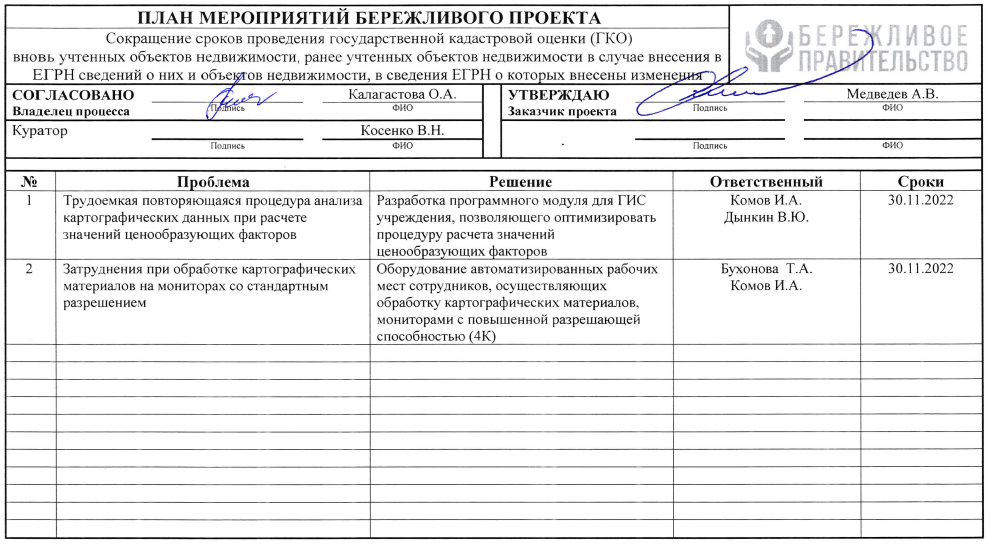 ПЛАН МЕРОПРИЯТИЙ БЕРЕЖЛИВОГО ПРОЕКТА
Сокращение сроков проведения государственной кадастровой оценки (ГКО)
вновь учтенных объектов недвижимости, ранее учтенных объектов недвижимости в случае внесения в
ЕГРН сведений о них и объектов недвижимости, в сведения ЕГРН о которых внесены изменения
БЕРЕЖЛИВОЕ
ПРАВИТЕЛЬСТВО
СОГЛАСОВАНО Калагастова О.А.
Владелец процесса Подпись ФИО
Куратор Косенко В.Н.
Подпись ФИО
УТВЕРЖДАЮ Медведев А.В.
Заказчик проекта Подпись ФИО
Подпись ФИО
№ Проблема Решение Ответственный Сроки
1 Трудоемкая повторяющаяся процедура анализа Разработка программного модуля для ГИС Комов И.А. 30.11.2022
картографических данных при расчете учреждения, позволяющего оптимизировать Дынкин В.Ю.
значений ценообразующих факторов процедуру расчета значений
ценообразующих факторов
2 Затруднения при обработке картографических Оборудование автоматизированных рабочих Бухонова Т.А. 30.11.2022
материалов на мониторах со стандартным мест сотрудников, осуществляющих Комов И.А.
разрешением обработку картографических материалов,
мониторами с повышенной разрешающей
способностью (4К)